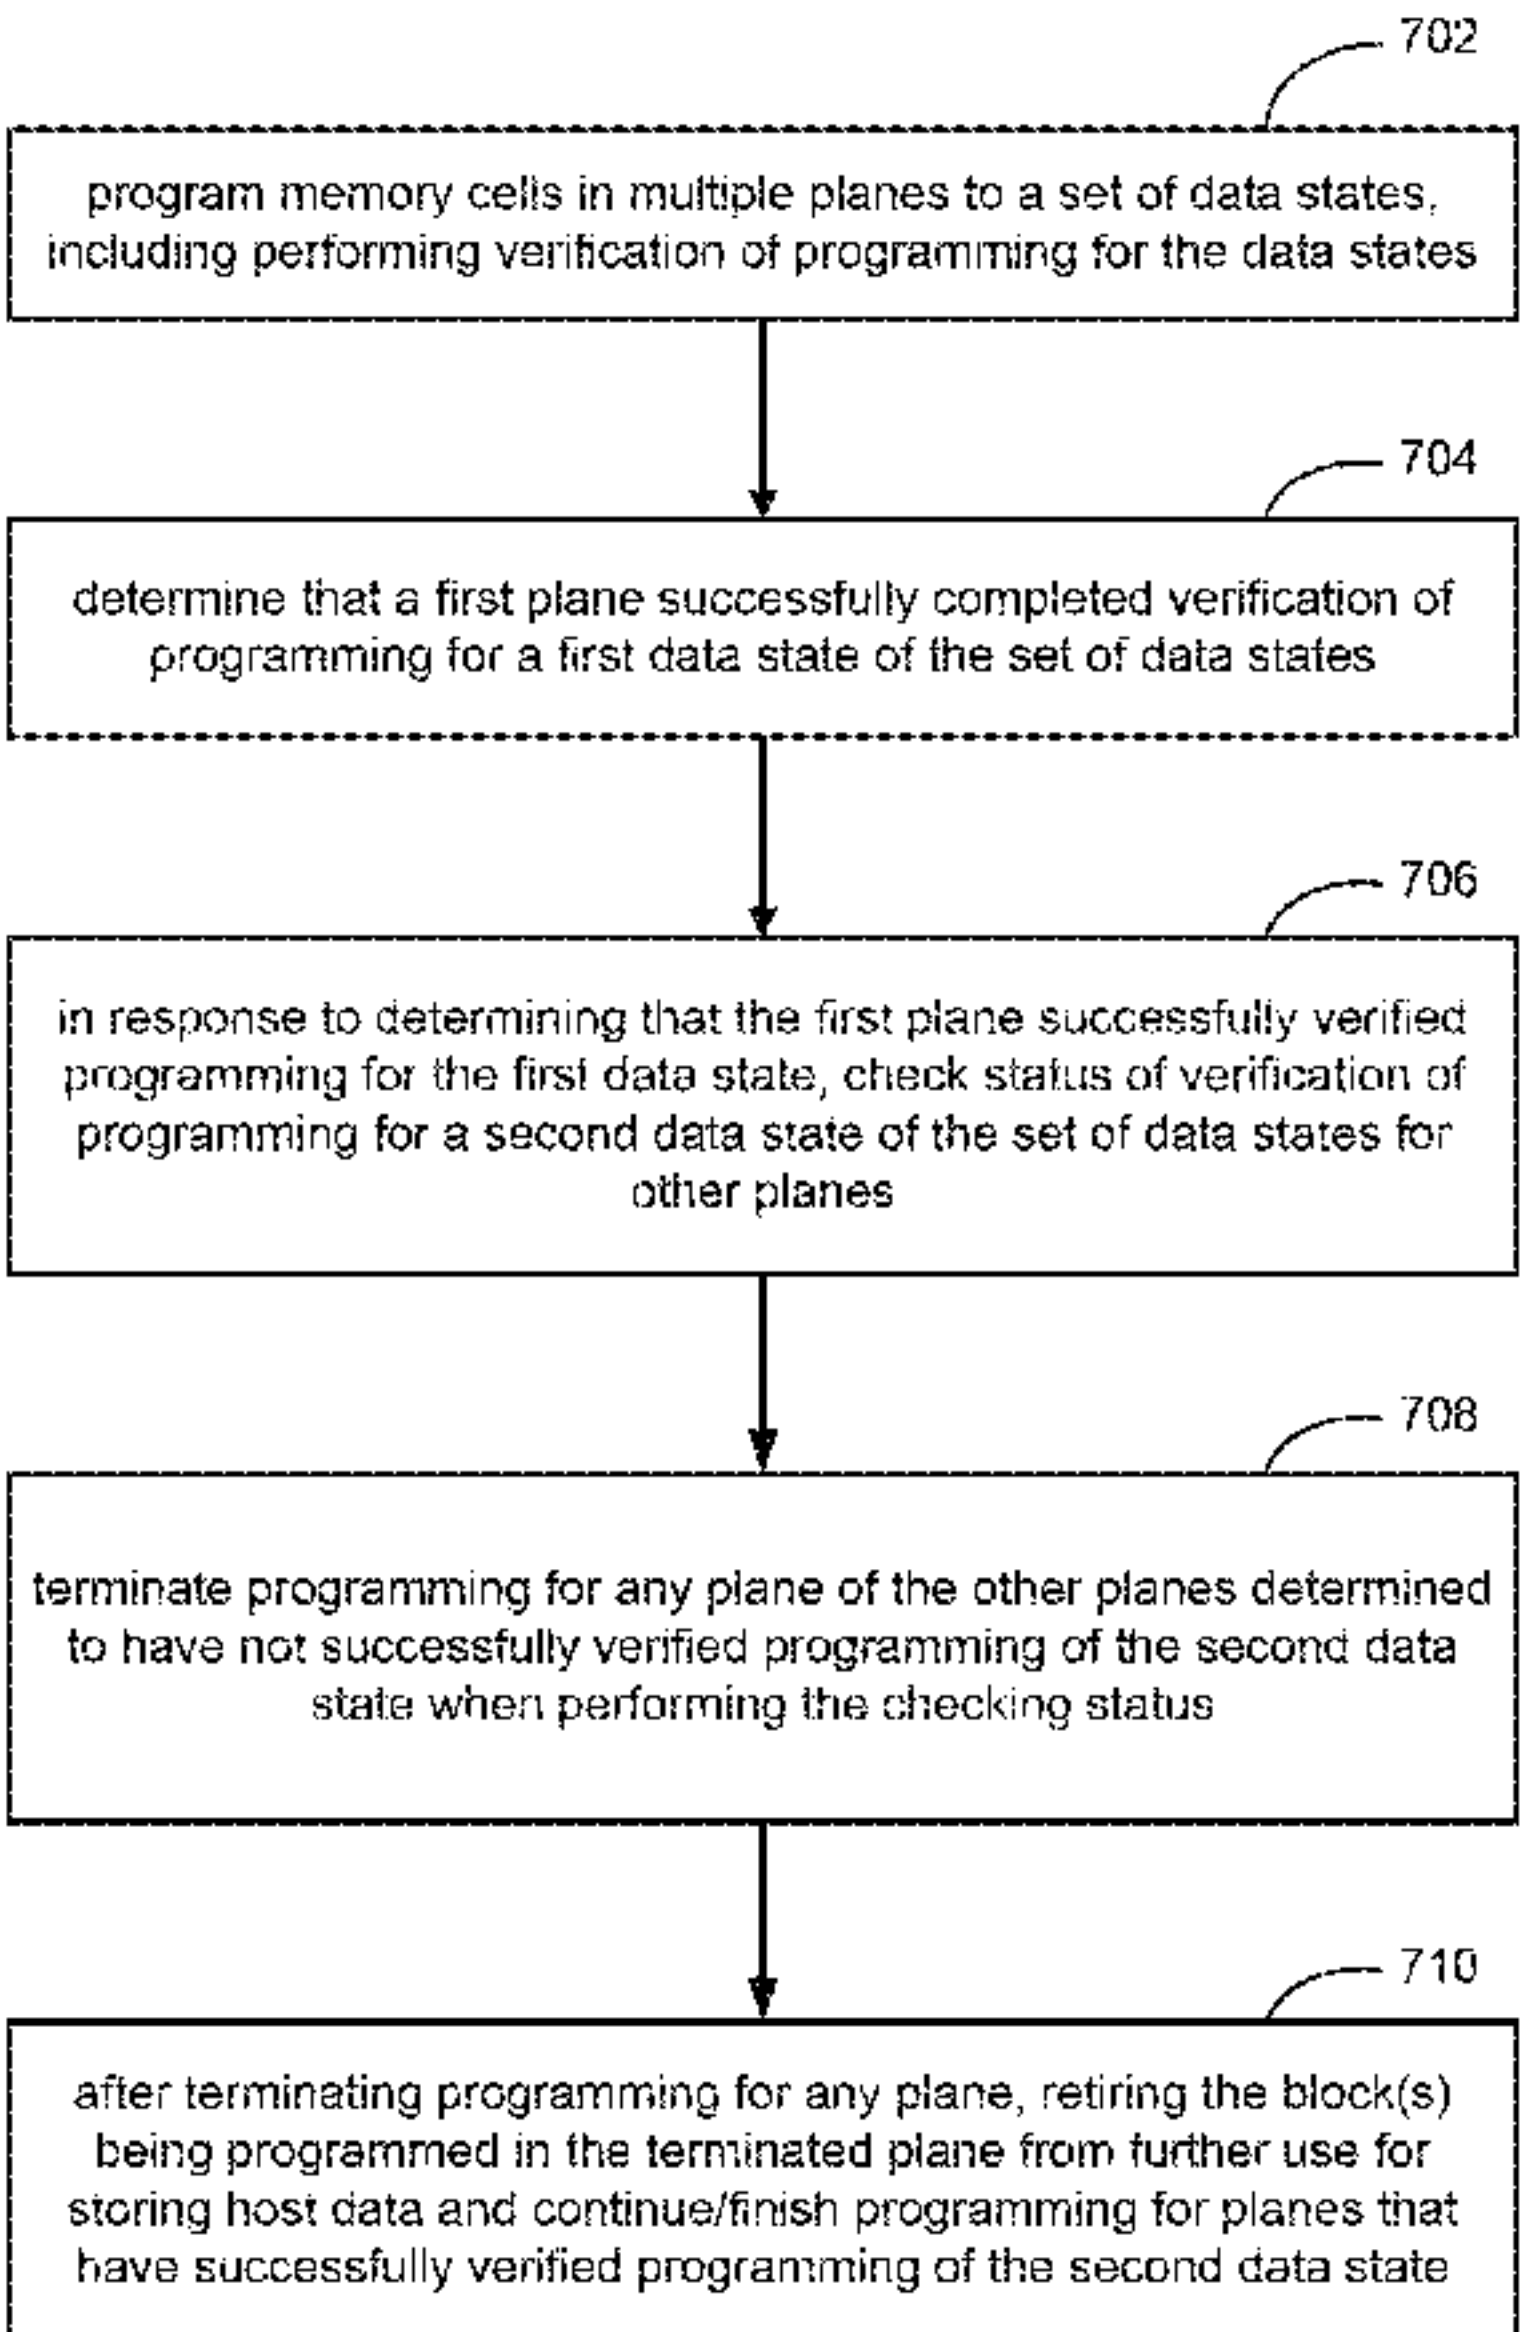 702
program memory cells in multiple planes to a set of data states,
including performing verification of programming for the data states
704
determine that a first plane successfully completed verification of
programming for a first data state of the set of data states
706
in response to determining that the first plane successfully verified
programming for the first data state, check status of verification of
programming for a second data state of the set of data states for
other planes
708
terminate programming for any plane of the other planes determined
to have not successfully verified programming of the second data
state when performing the checking status
710
after terminating programming for any plane, retiring the block(s)
being programmed in the terminated plane from further use for
storing host data and continue/finish programming for planes that
have successfully verified programming of the second data state